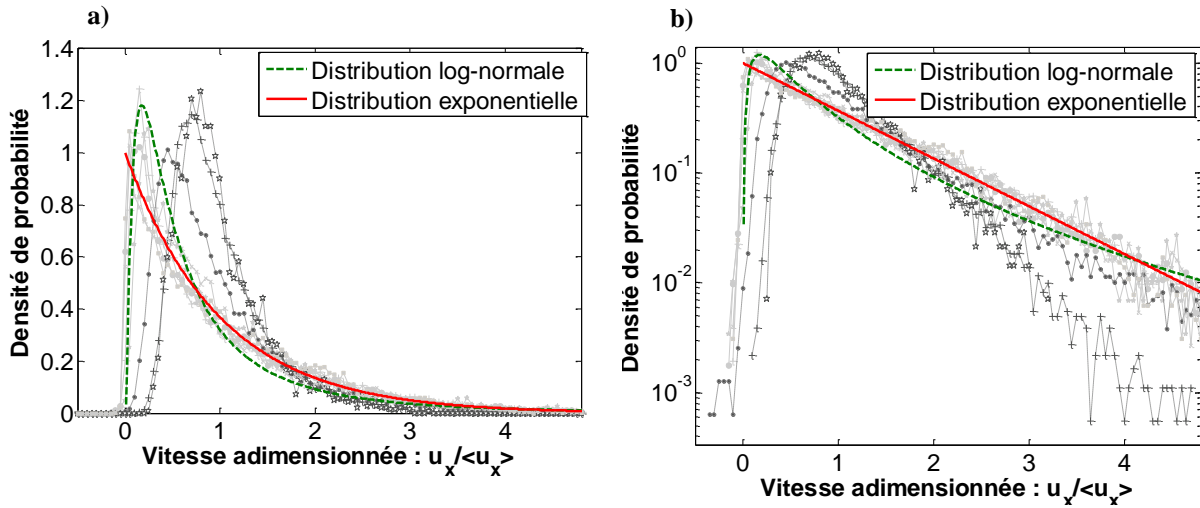 a)
1.4
1.2
1
0.8
0.6
0.4
0.2
0
0 1 2 3 4
Densité de probabilité
Vitesse adimensionnée : u_x/<u_x>
Distribution log-normale
Distribution exponentielle
b)
10^0
10^-1
10^-2
10^-3
0 1 2 3 4
Densité de probabilité
Vitesse adimensionnée : u_x/<u_x>
Distribution log-normale
Distribution exponentielle